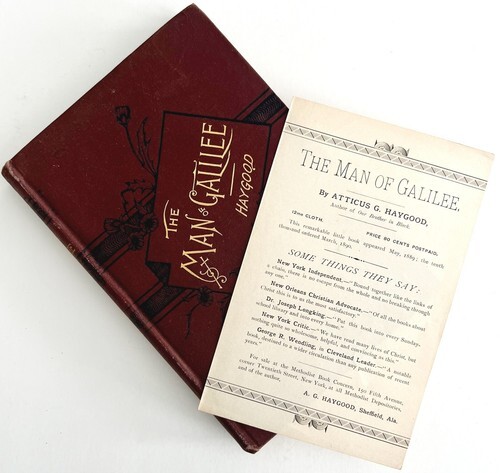 THE
MAN OF GALILEE
HAYGOOD
THE MAN OF GALILEE.
By ATTICUS G. HAYGOOD,
Author of Our Brother in Black.
12mo CLOTH. PRICE 80 CENTS POSTPAID.
This remarkable little book appeared May, 1889; the tenth
thousand ordered March, 1890.
SOME THINGS THEY SAY:
New York Independent.—"Bound together like the links of
a chain, there is no escape from the whole and no breaking through
any one."
New Orleans Christian Advocate.—"Of all the books about
Christ this is to us the most satisfactory."
Dr. Joseph Longking.—"Put this book into every Sunday-
school library and into every home."
New York Critic.—"We have read many lives of Christ, but
nothing quite so wholesome, helpful, and convincing is this."
George R. Wendling, in Cleveland Leader.—"A notable
book, destined to a wider circulation than any publication of recent
years."
For sale at the Methodist Book Concern, 150 Fifth Avenue,
corner Twentieth Street, New York, at all Methodist Depositories,
and of the author,
A. G. HAYGOOD, Sheffield, Ala.